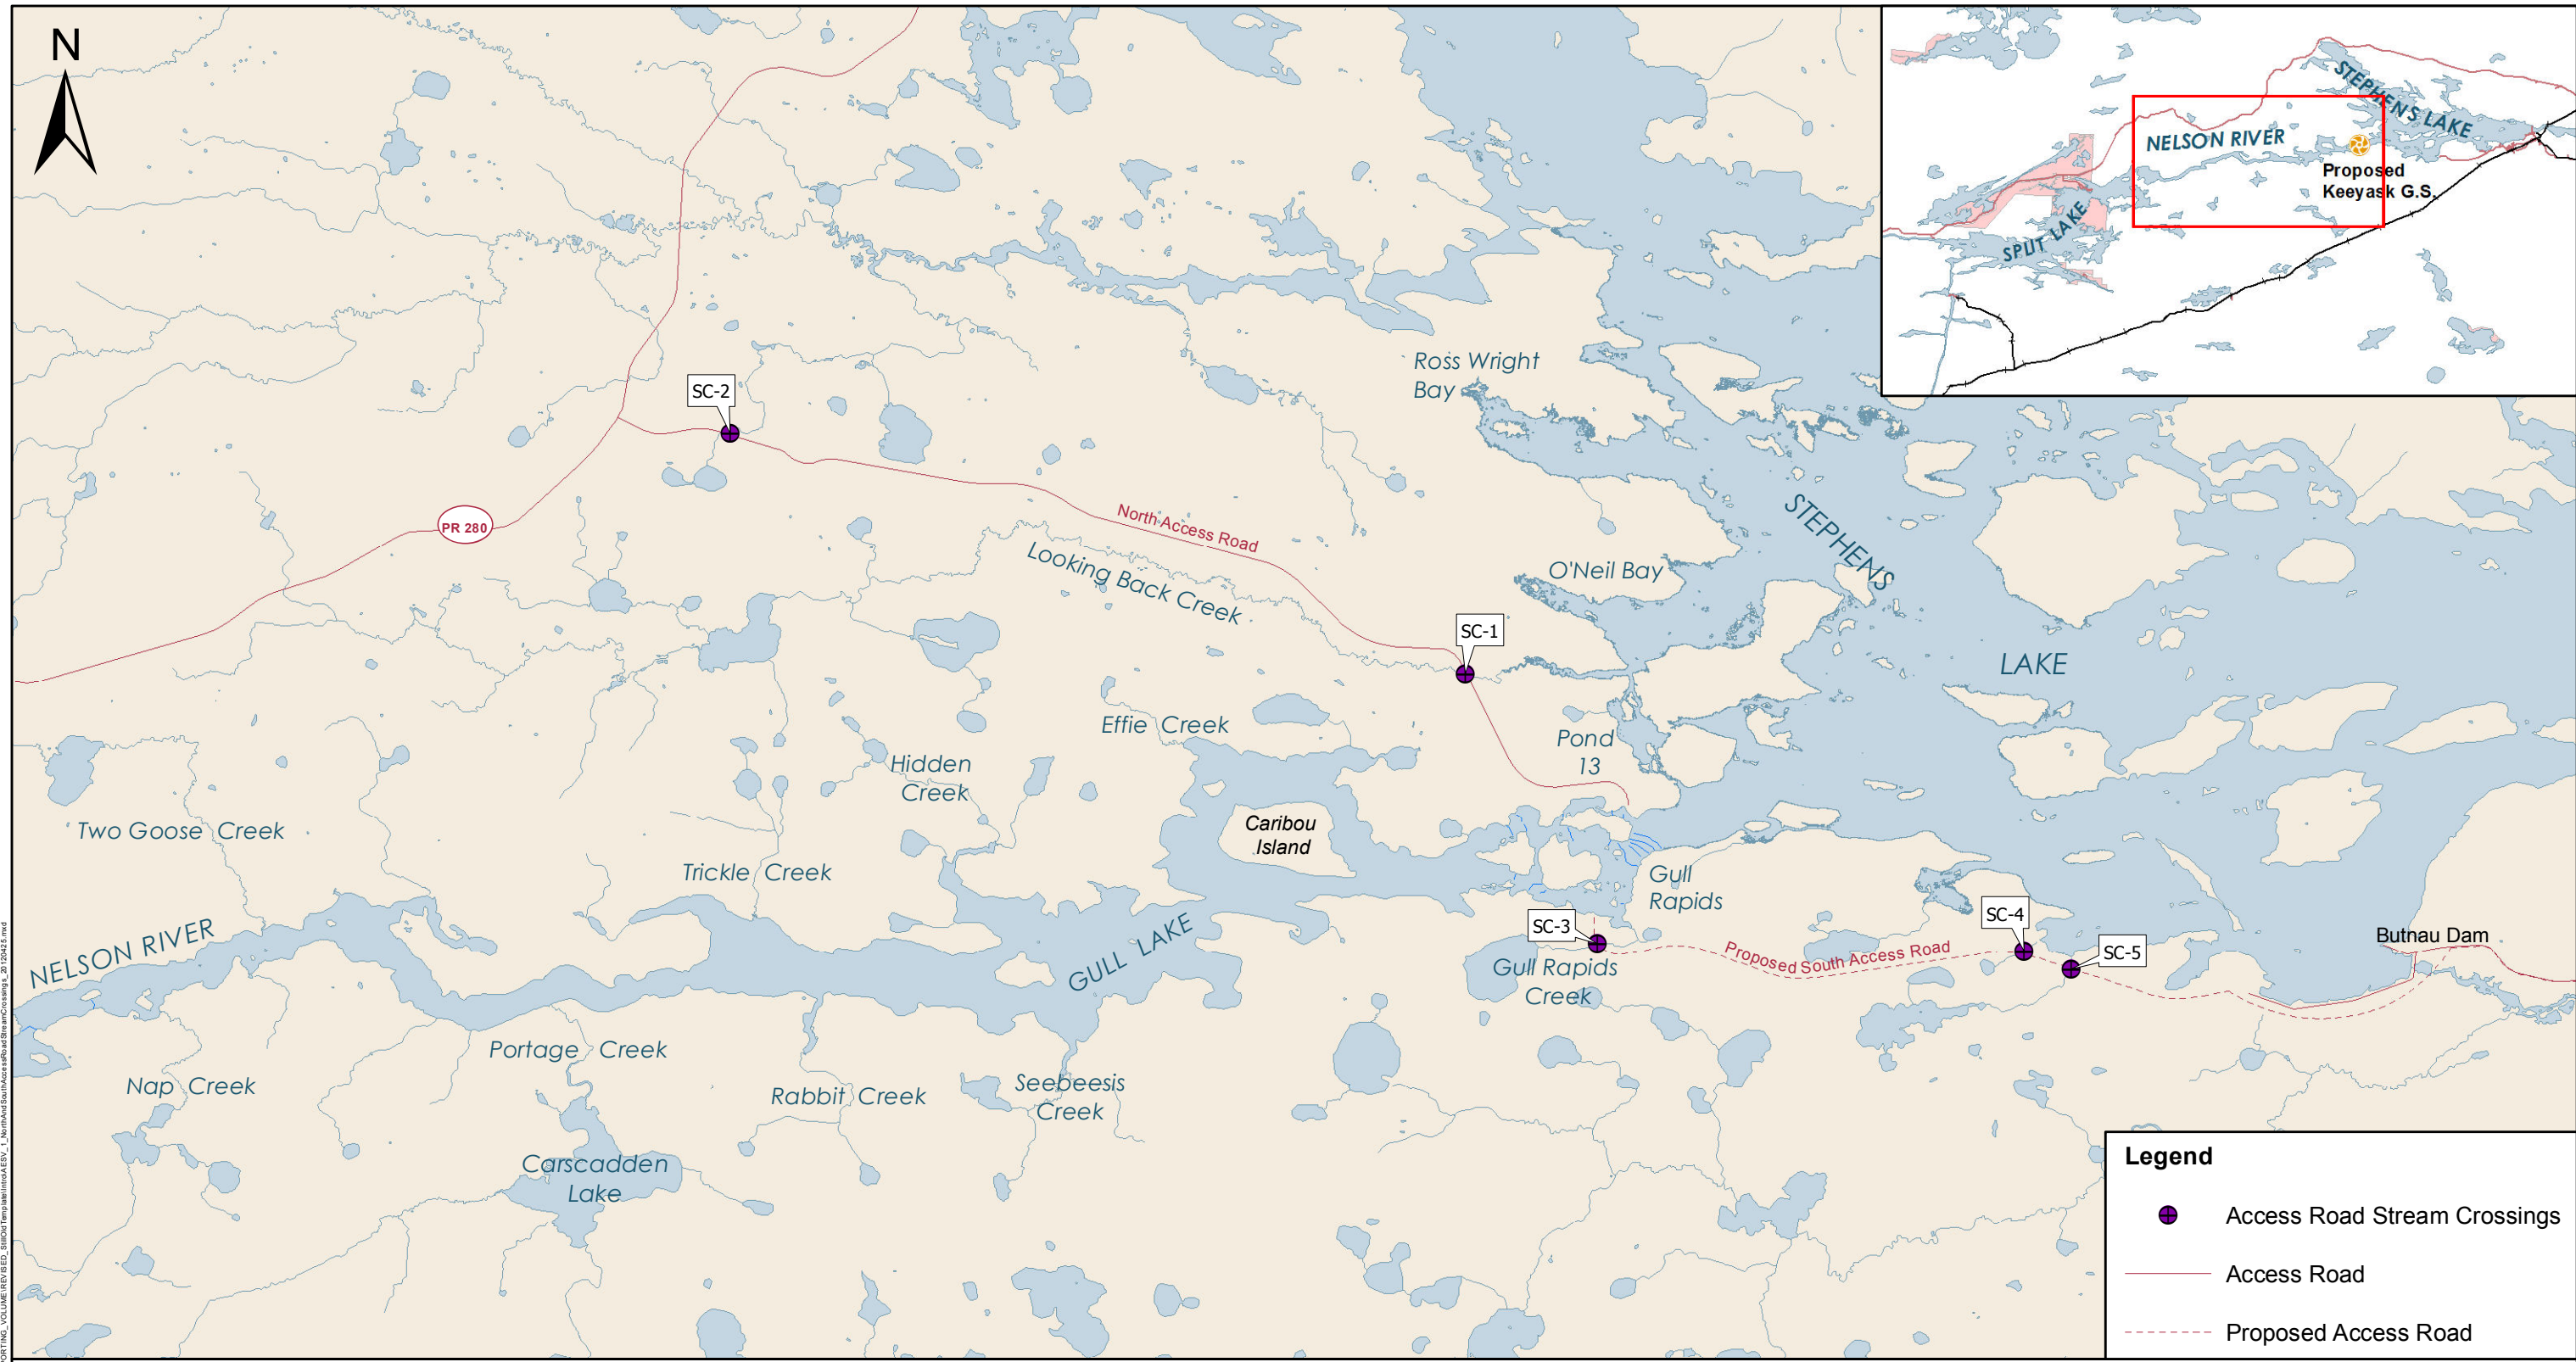 N
STEPHENS LAKE
NELSON RIVER
Proposed
Keeyask G.S.
SPLIT LAKE
Ross Wright
Bay
SC-2
PR 280
North Access Road
STEPHENS
Looking Back Creek
O'Neil Bay
SC-1
LAKE
Effie Creek
Pond
13
Hidden
Creek
Two Goose Creek
Caribou
Island
Trickle Creek
Gull
Rapids
NELSON RIVER
GULL LAKE
SC-3
SC-4
SC-5
Proposed South Access Road
Butnau Dam
Gull Rapids
Creek
Portage Creek
Nap Creek
Rabbit Creek
Seebeesis
Creek
Carscadden
Lake
Legend
Access Road Stream Crossings
Access Road
Proposed Access Road